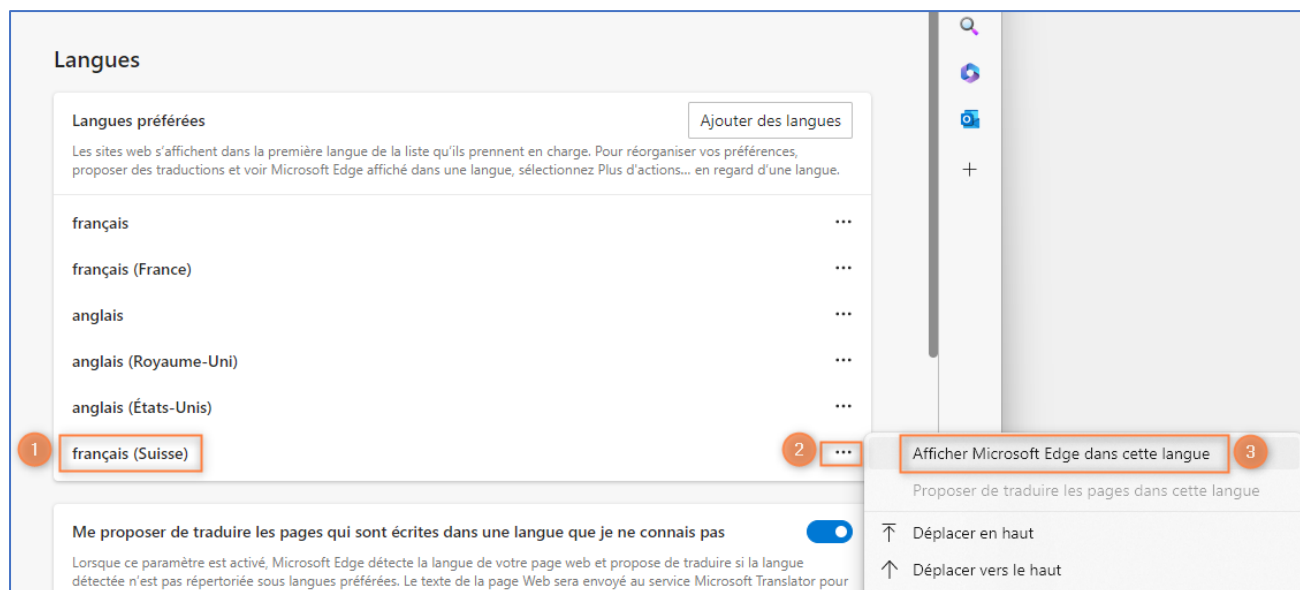 Langues
Langues préférées
Ajouter des langues
Les sites web s’affichent dans la première langue de la liste qu’ils prennent en charge. Pour réorganiser vos préférences,
proposer des traductions et voir Microsoft Edge affiché dans une langue, sélectionnez Plus d’actions... en regard d’une langue.
français
français (France)
anglais
anglais (Royaume-Uni)
anglais (États-Unis)
1 français (Suisse) 2 ... Afficher Microsoft Edge dans cette langue 3
Proposer de traduire les pages dans cette langue
Me proposer de traduire les pages qui sont écrites dans une langue que je ne connais pas
Déplacer en haut
Lorsque ce paramètre est activé, Microsoft Edge détecte la langue de votre page web et propose de traduire si la langue
Déplacer vers le haut
détectée n’est pas répertoriée sous langues préférées. Le texte de la page Web sera envoyé au service Microsoft Translator pour